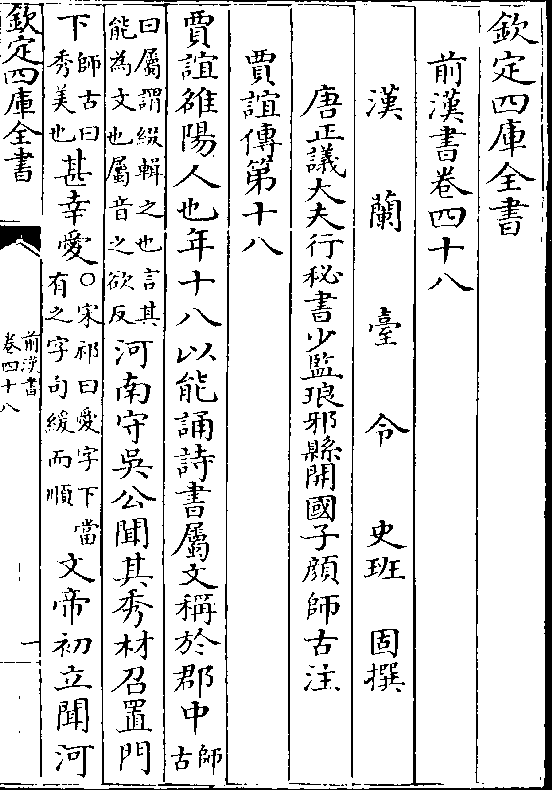 欽定四庫全書
前漢書卷四十八
漢蘭臺令史班固撰
唐正議大夫行秘書少監琅邪縣開國子顔師古注
賈誼傳第十八
賈誼雒陽人也年十八以能誦詩書屬文稱於郡中師古
曰屬謂綴輯之也言其能為文也屬音之欲反河南守吳公聞其秀材召置門
下師古曰秀美也甚幸愛○宋祁曰愛字下當有之字句緩而順文帝初立聞河
欽定四庫全書
前漢書
卷四十八
一